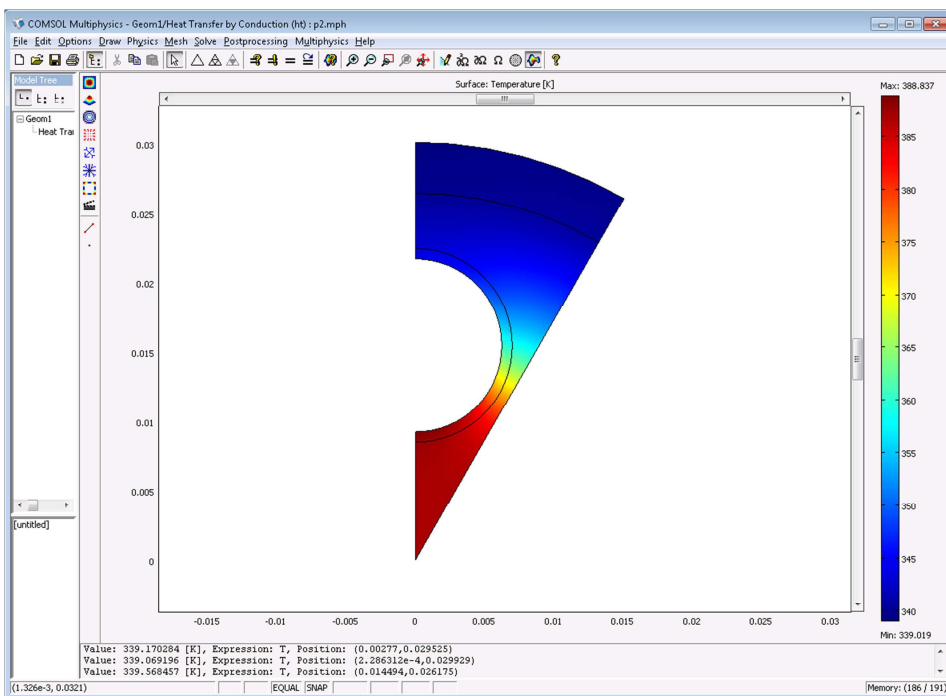 COMSOL Multiphysics - Geom1/Heat Transfer by Conduction (ht) : p2.mph
File Edit Options Draw Physics Mesh Solve Postprocessing Multiphysics Help
Model Tree
Geom1
Heat Trai
[untitled]
Surface: Temperature [K]
Max: 388.837
0.03
0.025
0.02
0.015
0.01
0.005
0
-0.015
-0.01
-0.005
0
0.005
0.01
0.015
0.02
0.025
0.03
385
380
375
370
365
360
355
350
345
340
Min: 339.019
Value: 339.170284 [K], Expression: T, Position: (0.00277,0.029525)
Value: 339.069196 [K], Expression: T, Position: (2.286312e-4,0.029929)
Value: 339.568457 [K], Expression: T, Position: (0.014494,0.026175)
(1.326e-3, 0.0321)
EQUAL SNAP
Memory: (186 / 191)